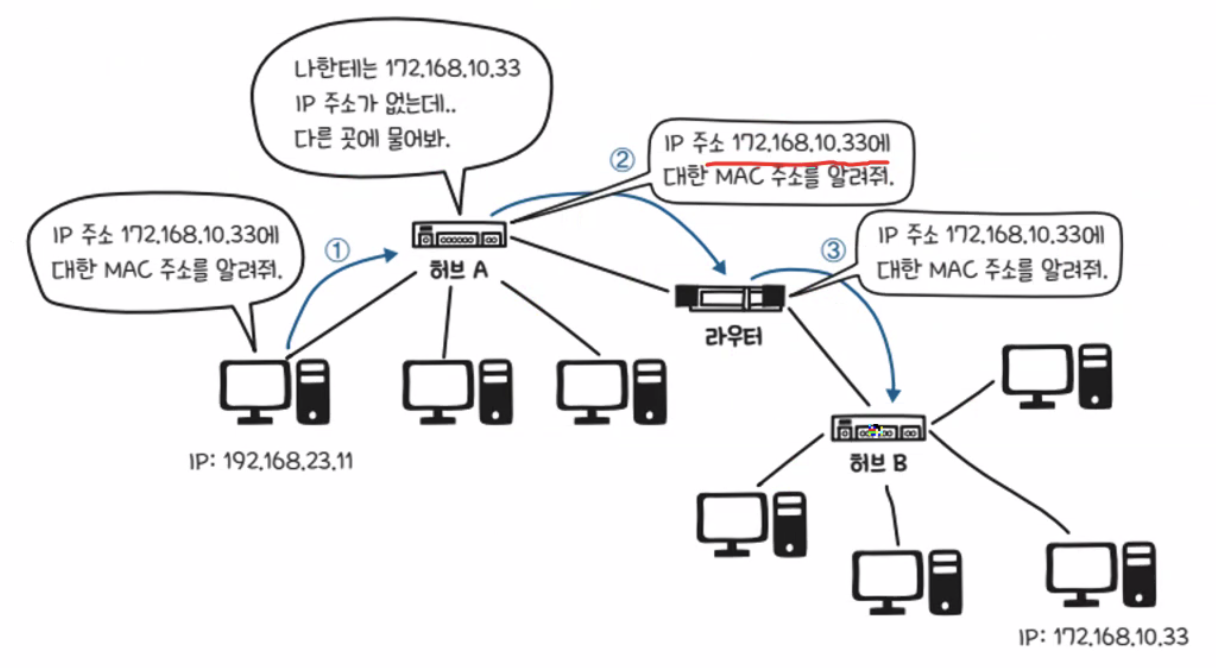 나한테는 172.168.10.33
IP 주소가 없는데..
다른 곳에 물어봐.
②
IP 주소 172.168.10.33에
대한 MAC 주소를 알려줘.
IP 주소 172.168.10.33에
대한 MAC 주소를 알려줘.
①
허브 A
③
IP 주소 172.168.10.33에
대한 MAC 주소를 알려줘.
라우터
IP: 192.168.23.11
허브 B
IP: 172.168.10.33